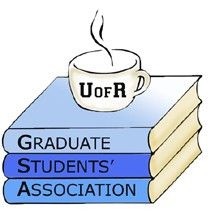 UofR
GRADUATE
STUDENTS'
ASSOCIATION